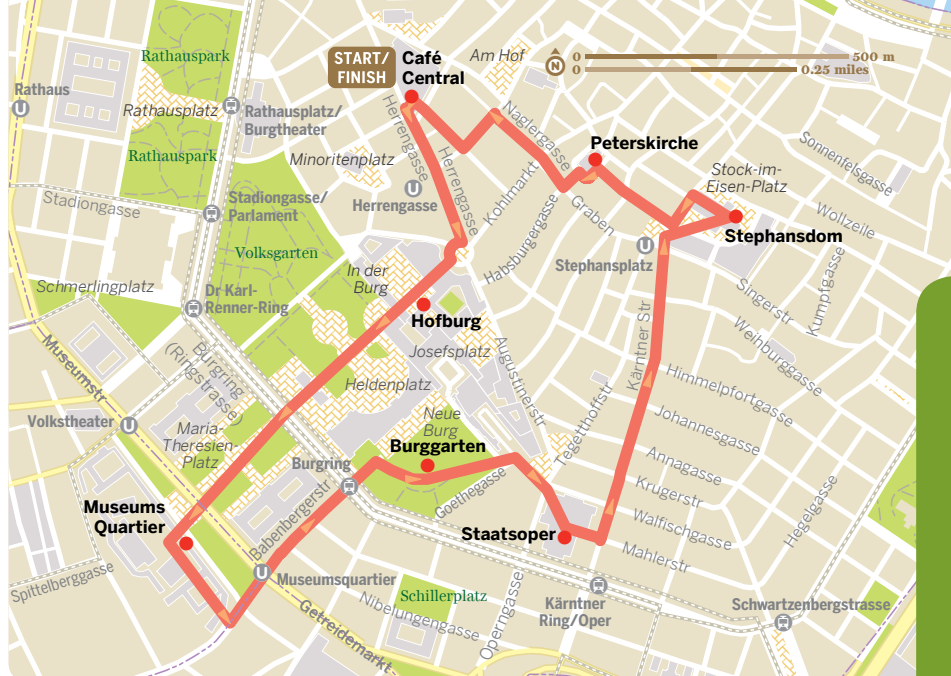 Rathauspark
START/
FINISH
Café
Central
Am Hof
N
0
500 m
0
0.25 miles
Rathaus
U
Rathausplatz
Rathausplatz/
Burgtheater
Rathauspark
Minoritenplatz
Herrengasse
Herrengasse
Naglergasse
Peterskirche
Stock-im-
Eisen-Platz
Sonnenfelsgasse
Stadiongasse
Stadiongasse/
Parlament
U
Herrengasse
Kohlmarkt
Habsburgergasse
Graben
Wollzeile
Stephansdom
U
Stephansplatz
Volksgarten
In der
Burg
Schmerlingplatz
Dr Karl-
Renner-Ring
Singerstr
Kumpfgasse
Hofburg
Josefsplatz
Weihburggasse
Museumstr
Burgring
(Ringstrasse)
Heldenplatz
Augustinerstr
Kärntner Str
Himmelpfortgasse
Tegetthoffstr
Johannesgasse
Volkstheater
U
Maria-
Theresien-
Platz
Neue
Burg
Burggarten
Annagasse
Burgring
Goethegasse
Krugerstr
Hegelgasse
Museums
Quartier
Babenbergerstr
Staatsoper
Walfischgasse
Mahlerstr
Spittelberggasse
U
Museumsquartier
Schillerplatz
Nibelungengasse
Getreidemarkt
Operngasse
Kärntner
Ring/Oper
Schwartzenbergstrasse